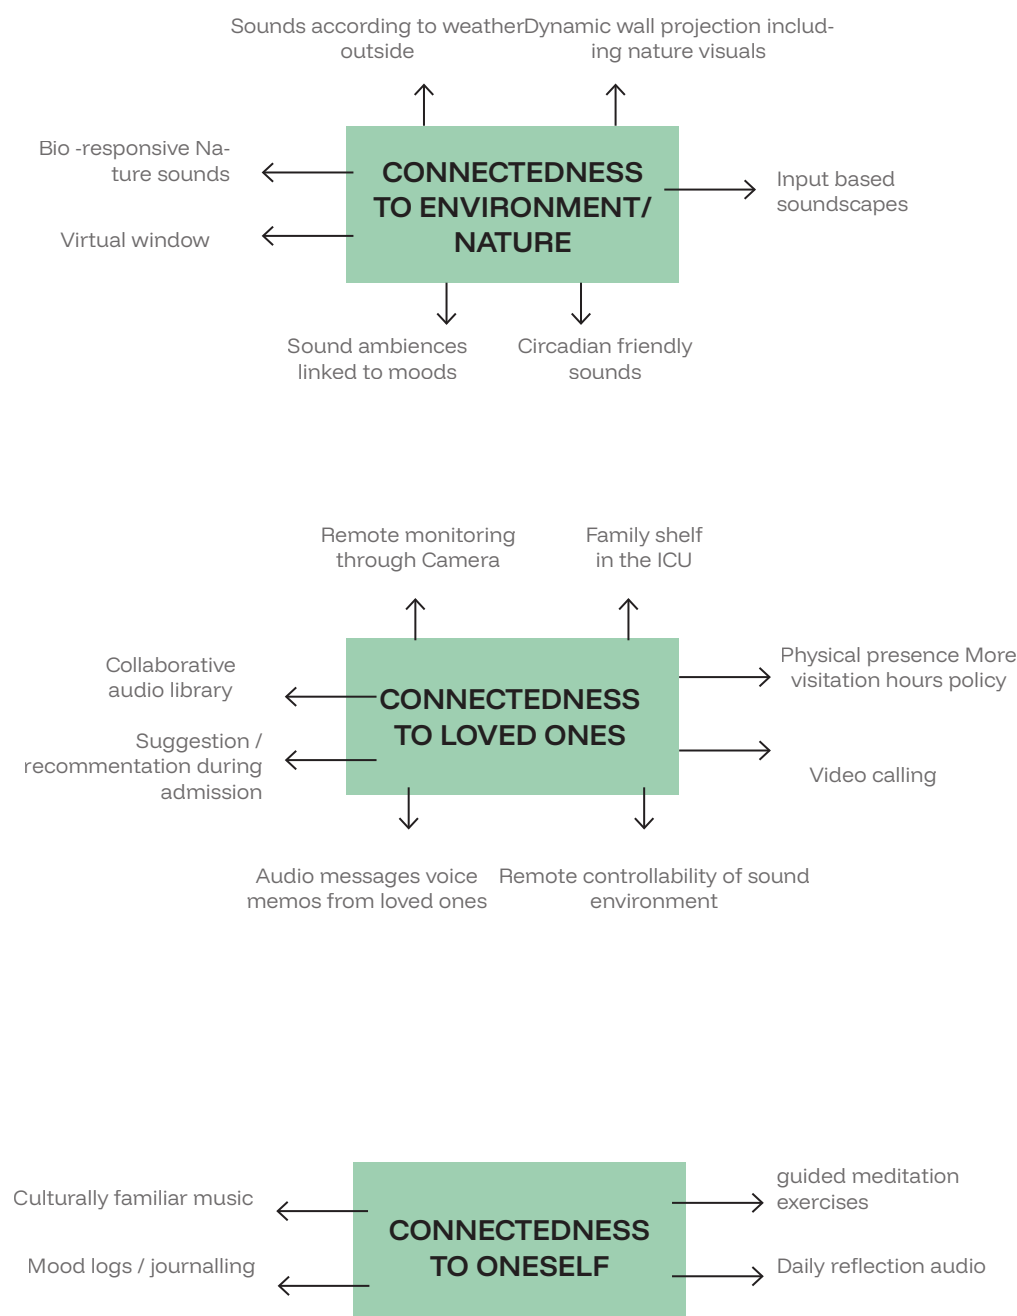 Sounds according to weather
outside
Dynamic wall projection includ-
ing nature visuals
Bio -responsive Na-
ture sounds
Virtual window
CONNECTEDNESS
TO ENVIRONMENT/
NATURE
Input based
soundscapes
Sound ambiences
linked to moods
Circadian friendly
sounds
Remote monitoring
through Camera
Family shelf
in the ICU
Collaborative
audio library
Suggestion /
recommentation during
admission
CONNECTEDNESS
TO LOVED ONES
Physical presence More
visitation hours policy
Video calling
Audio messages voice
memos from loved ones
Remote controllability of sound
environment
Culturally familiar music
Mood logs / journalling
CONNECTEDNESS
TO ONESELF
guided meditation
exercises
Daily reflection audio